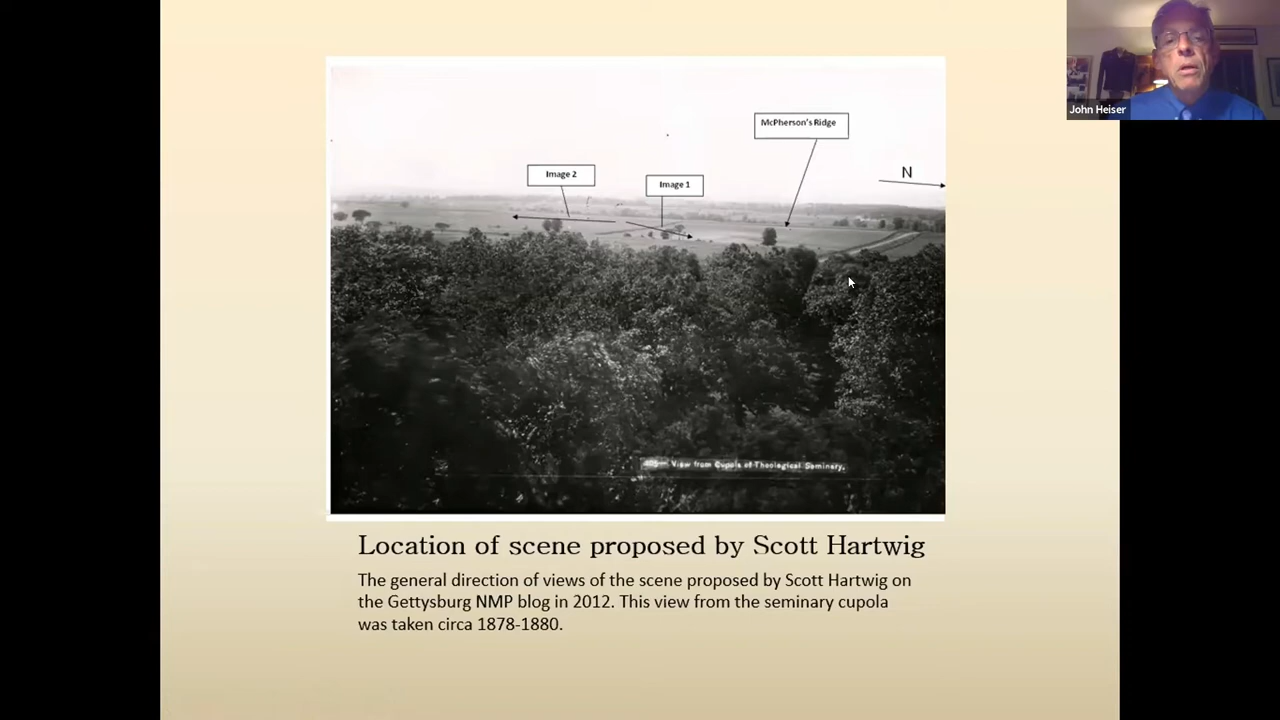 John Heiser
McPherson's Ridge
Image 2
Image 1
N
View from Cupola of Theological Seminary.
Location of scene proposed by Scott Hartwig
The general direction of views of the scene proposed by Scott Hartwig on
the Gettysburg NMP blog in 2012. This view from the seminary cupola
was taken circa 1878-1880.